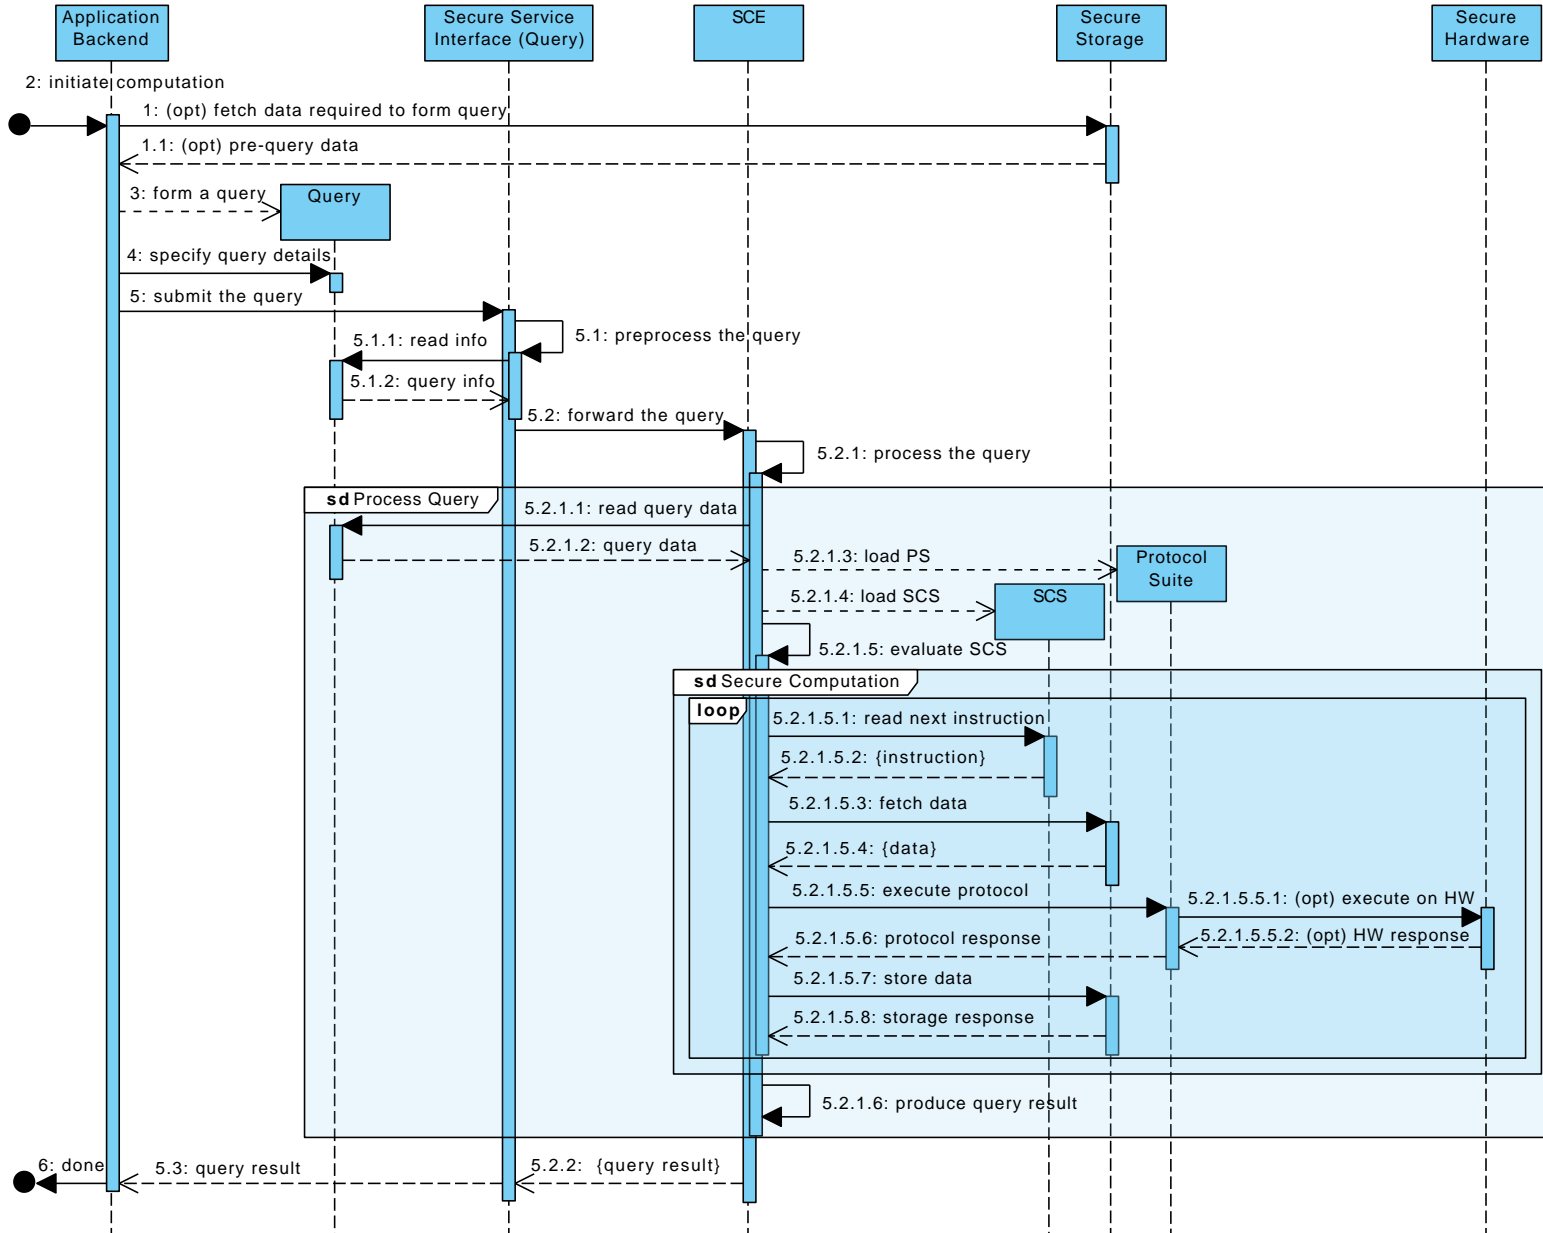 Application
Backend
Secure Service
Interface (Query)
SCE
Secure
Storage
Secure
Hardware
2: initiate computation
1: (opt) fetch data required to form query
1.1: (opt) pre-query data
3: form a query
Query
4: specify query details
5: submit the query
5.1: preprocess the query
5.1.1: read info
5.1.2: query info
5.2: forward the query
5.2.1: process the query
sd Process Query
5.2.1.1: read query data
5.2.1.2: query data
5.2.1.3: load PS
Protocol
Suite
5.2.1.4: load SCS
SCS
5.2.1.5: evaluate SCS
sd Secure Computation
loop
5.2.1.5.1: read next instruction
5.2.1.5.2: {instruction}
5.2.1.5.3: fetch data
5.2.1.5.4: {data}
5.2.1.5.5: execute protocol
5.2.1.5.5.1: (opt) execute on HW
5.2.1.5.5.2: (opt) HW response
5.2.1.5.6: protocol response
5.2.1.5.7: store data
5.2.1.5.8: storage response
5.2.1.6: produce query result
6: done
5.3: query result
5.2.2: {query result}